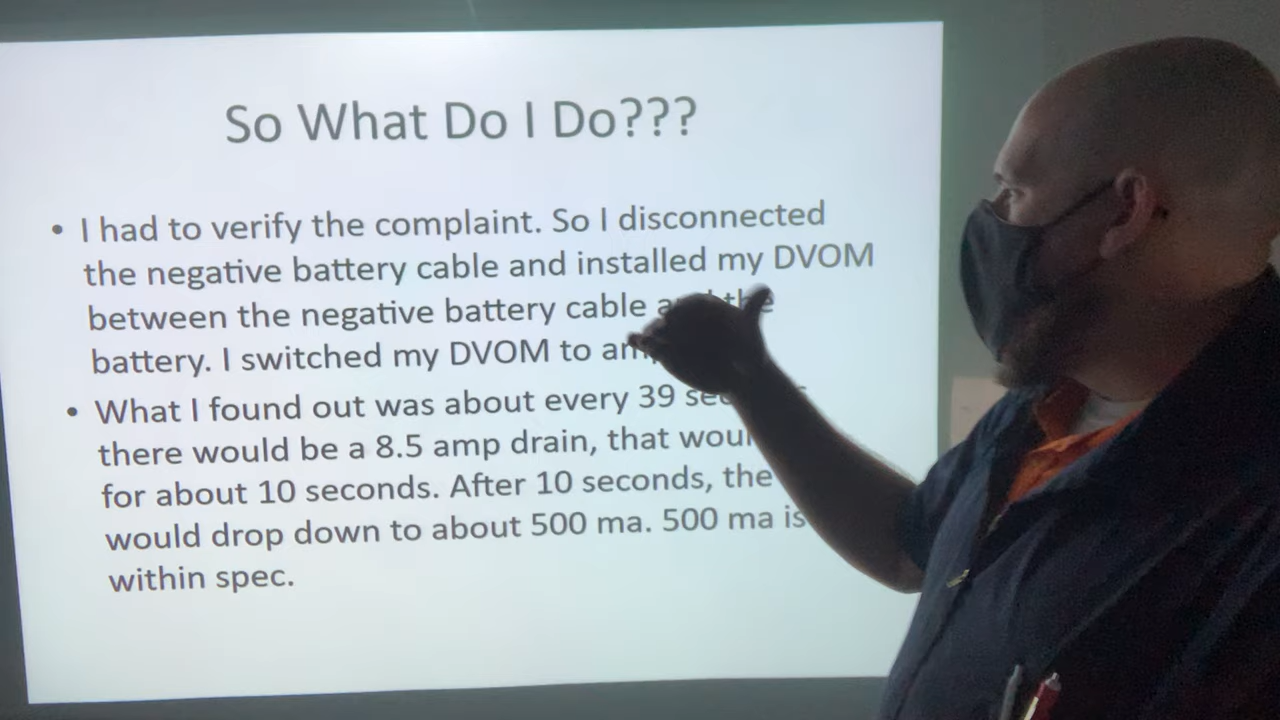 So What Do I Do???
• I had to verify the complaint. So I disconnected
the negative battery cable and installed my DVOM
between the negative battery cable and the
battery. I switched my DVOM to
• What I found out was about every 39
there would be a 8.5 amp drain, that
for about 10 seconds. After 10 seconds, the
would drop down to about 500 ma. 500 ma is
within spec.